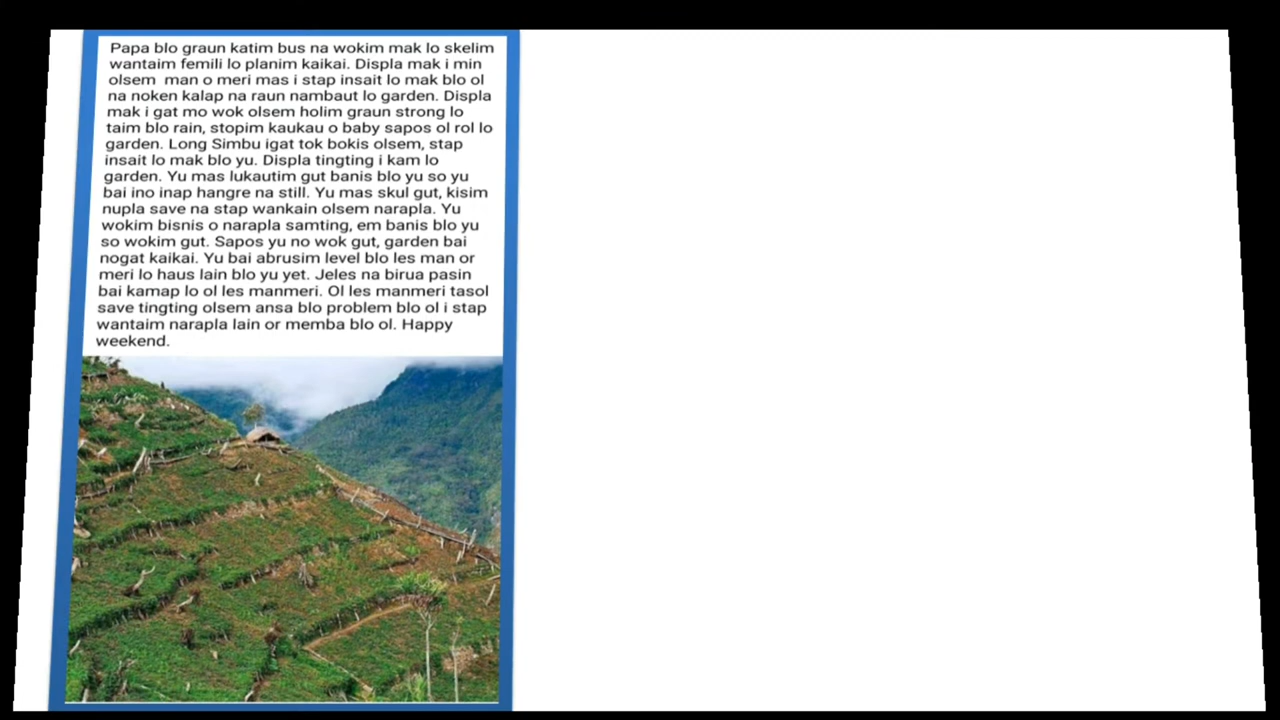 Papa blo graun katim bus na wokim mak lo skelim
wantaim femili lo planim kaikai. Displa mak i min
olsem man o meri mas i stap insait lo mak blo ol
na noken kalap na raun nambaut lo garden. Displa
mak i gat mo wok olsem holim graun strong lo
taim blo rain, stopim kaukau o baby sapos ol rol lo
garden. Long Simbu igat tok bokis olsem, stap
insait lo mak blo yu. Displa tingting i kam lo
garden. Yu mas lukautim gut banis blo yu so yu
bai ino inap hangre na still. Yu mas skul gut, kisim
nupla save na stap wankain olsem narapla. Yu
wokim bisnis o narapla samting, em banis blo yu
so wokim gut. Sapos yu no wok gut, garden bai
nogat kaikai. Yu bai abrusim level blo les man or
meri lo haus lain blo yu yet. Jeles na birua pasin
bai kamap lo ol les manmeri. Ol les manmeri tasol
save tingting olsem ansa blo problem blo ol i stap
wantaim narapla lain or memba blo ol. Happy
weekend.